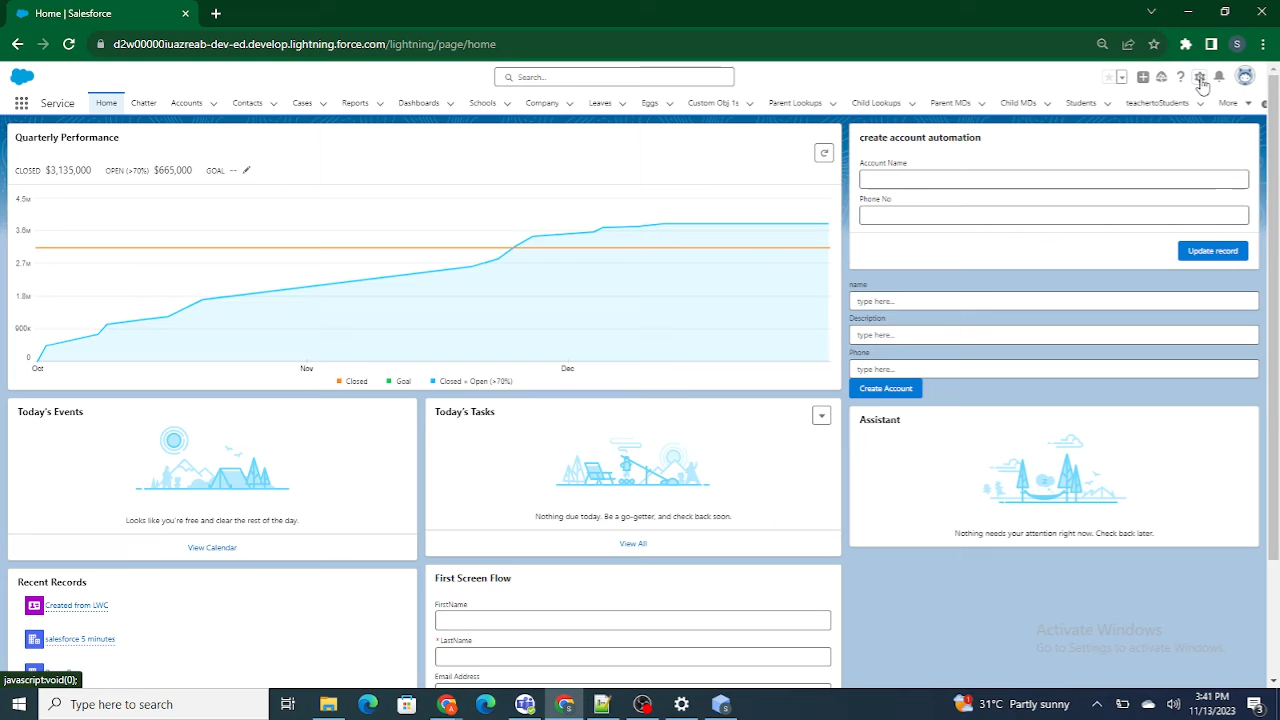 Home | Salesforce
d2w00000iuazreab-dev-ed.develop.lightning.force.com/lightning/page/home
S
Search...
Service
Home
Chatter
Accounts
Contacts
Cases
Reports
Dashboards
Schools
Company
Leaves
Eggs
Custom Obj 1s
Parent Lookups
Child Lookups
Parent MDs
Child MDs
Students
teachertoStudents
More
Quarterly Performance
CLOSED $3,135,000 OPEN (>70%) $665,000 GOAL --
4.5м
3.6м
2.7м
1.8м
900к
0
Oct
Nov
Dec
Closed
Goal
Closed + Open (>70%)
create account automation
Account Name
Phone No
Update record
name
type here...
Description
type here...
Phone
type here...
Create Account
Today's Events
Looks like you're free and clear the rest of the day.
View Calendar
Today's Tasks
Nothing due today. Be a go-getter, and check back soon.
View All
Assistant
Nothing needs your attention right now. Check back later.
Recent Records
Created from LWC
salesforce 5 minutes
First Screen Flow
FirstName
* LastName
Email Address
Activate Windows
Go to Settings to activate Windows.
javascript:void(0);
Type here to search
31°C Partly sunny
3:41 PM
11/13/2023